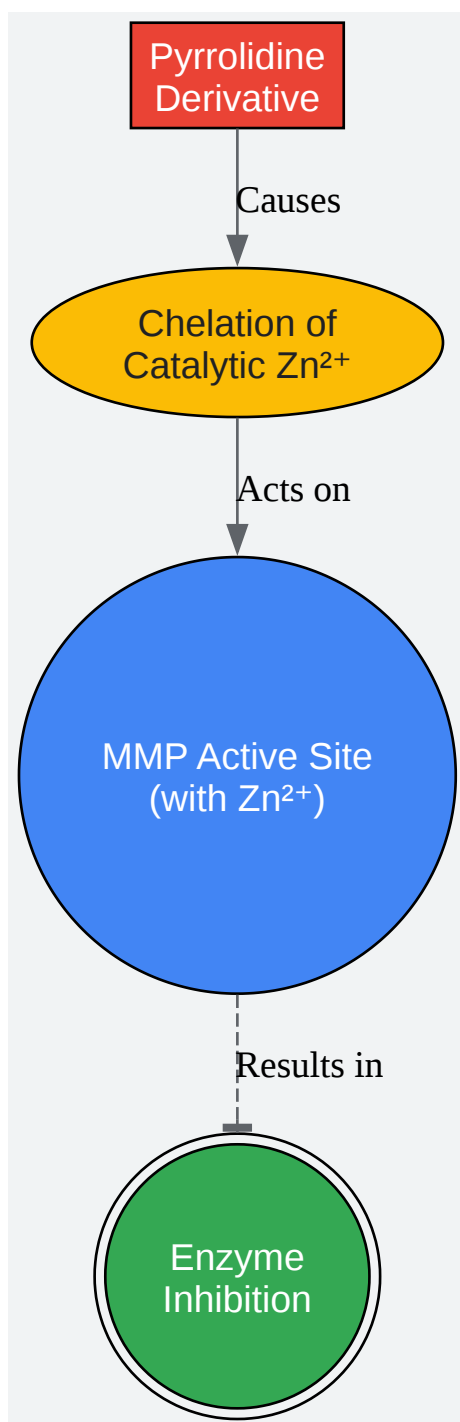 Pyrrolidine
Derivative
Causes
Chelation of
Catalytic Zn²⁺
Acts on
MMP Active Site
(with Zn²⁺)
Results in
Enzyme
Inhibition